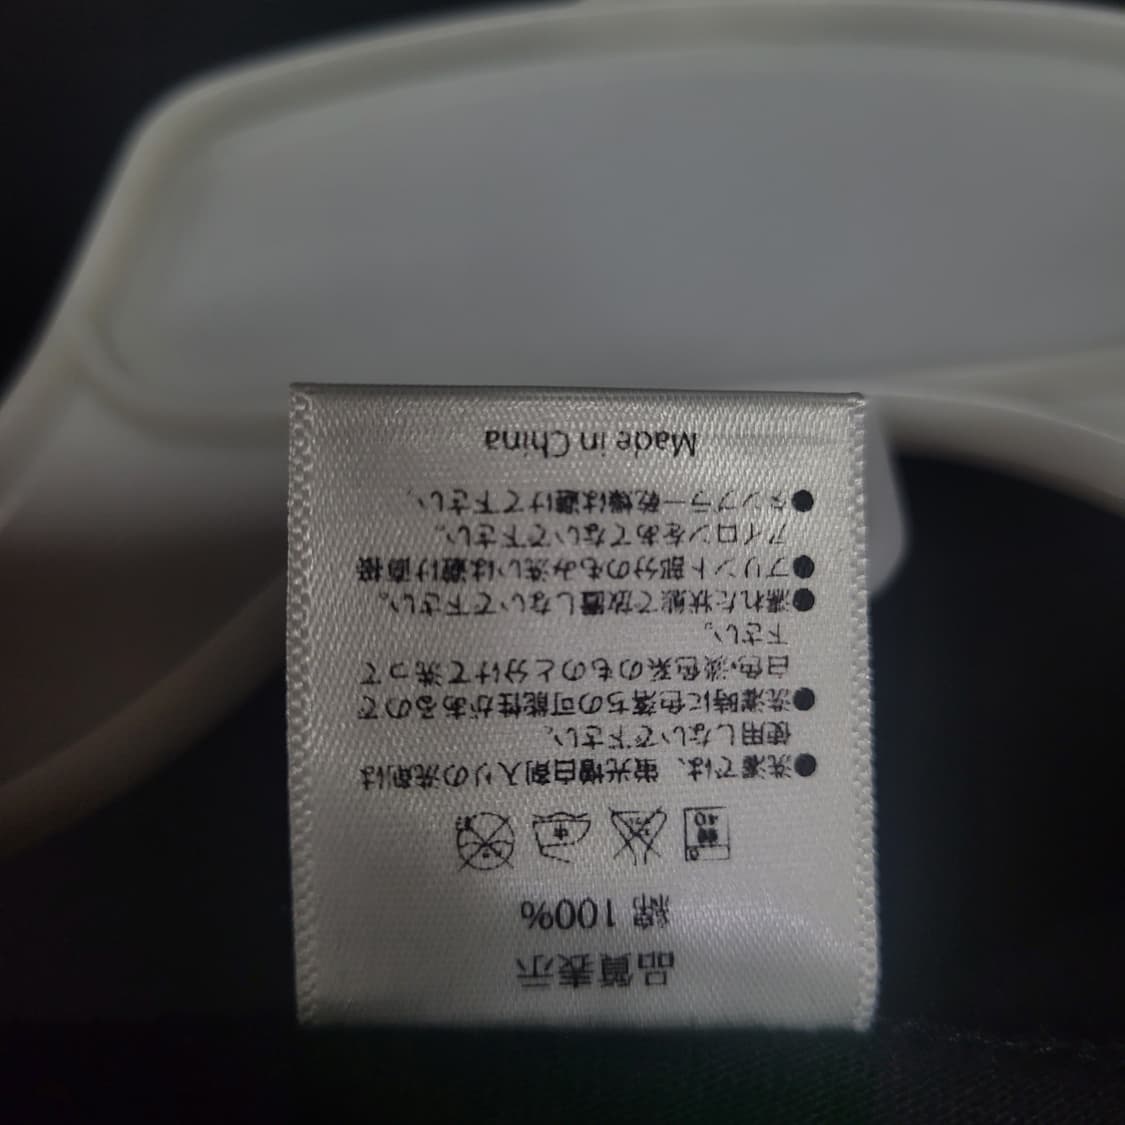 品質表示
綿 100%
40
中
●洗濯では、蛍光増白剤入りの洗剤は
使用しないで下さい。
●洗濯時に色落ちの可能性があるので
白色・淡色系のものと分けて洗って
下さい。
●濡れた状態で放置しないで下さい。
●プリント部分のもみ洗いは避け直接
アイロンをあてないで下さい。
●タンブラー乾燥は避けて下さい。
Made in China